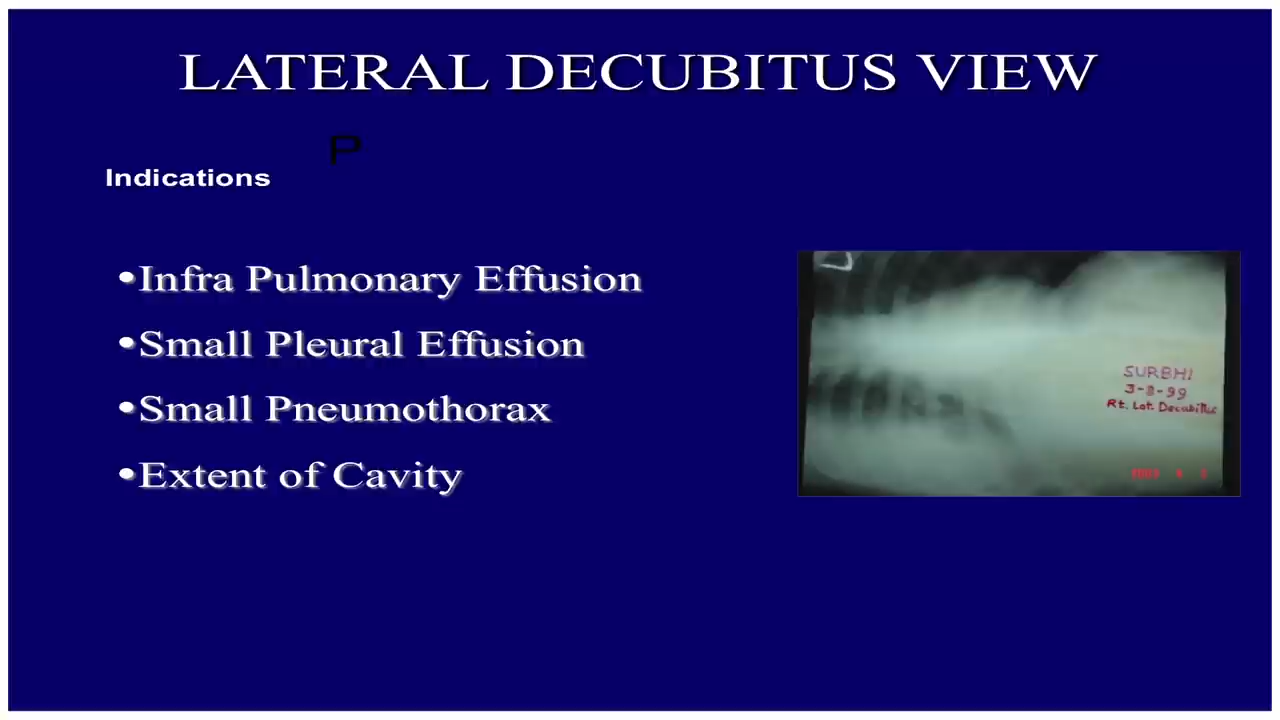 LATERAL DECUBITUS VIEW
P
Indications
•Infra Pulmonary Effusion
•Small Pleural Effusion
•Small Pneumothorax
•Extent of Cavity
SURBHI
3-8-99
Rt. Lat. Decubitus